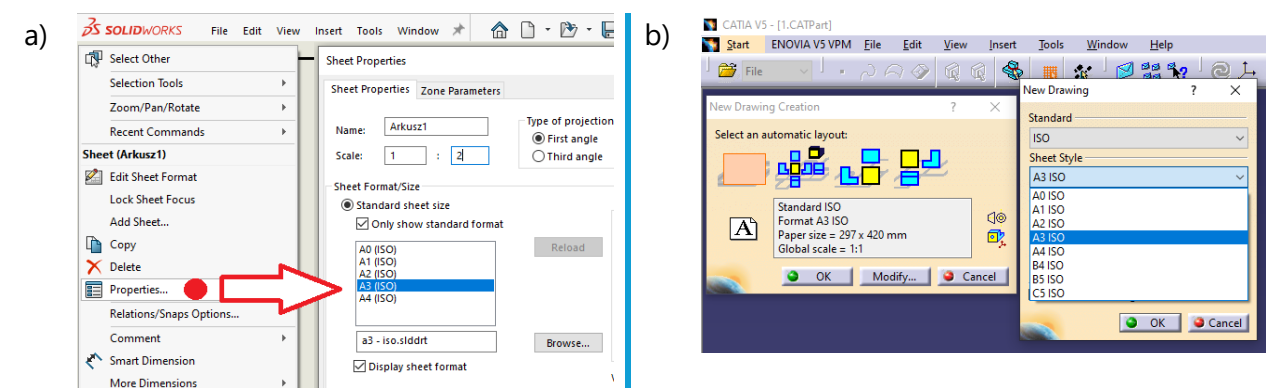 a)
SOLIDWORKS File Edit View Insert Tools Window
Select Other
Selection Tools
Zoom/Pan/Rotate
Recent Commands
Sheet (Arkusz1)
Edit Sheet Format
Lock Sheet Focus
Add Sheet...
Copy
Delete
Properties...
Relations/Snaps Options...
Comment
Smart Dimension
More Dimensions
Sheet Properties
Sheet Properties Zone Parameters
Name: Arkusz1
Scale: 1 : 2
Type of projection
First angle
Third angle
Sheet Format/Size
Standard sheet size
Only show standard format
A0 (ISO)
A1 (ISO)
A2 (ISO)
A3 (ISO)
A4 (ISO)
Reload
a3 - iso.slddrt
Browse...
Display sheet format
b)
CATIA V5 - [1.CATPart]
Start ENOVIA V5 VPM File Edit View Insert Tools Window Help
File
New Drawing Creation ? ×
Select an automatic layout:
A
Standard ISO
Format A3 ISO
Paper size = 297 x 420 mm
Global scale = 1:1
OK Modify... Cancel
New Drawing ? ×
Standard
ISO
Sheet Style
A3 ISO
A0 ISO
A1 ISO
A2 ISO
A3 ISO
A4 ISO
B4 ISO
B5 ISO
C5 ISO
OK Cancel